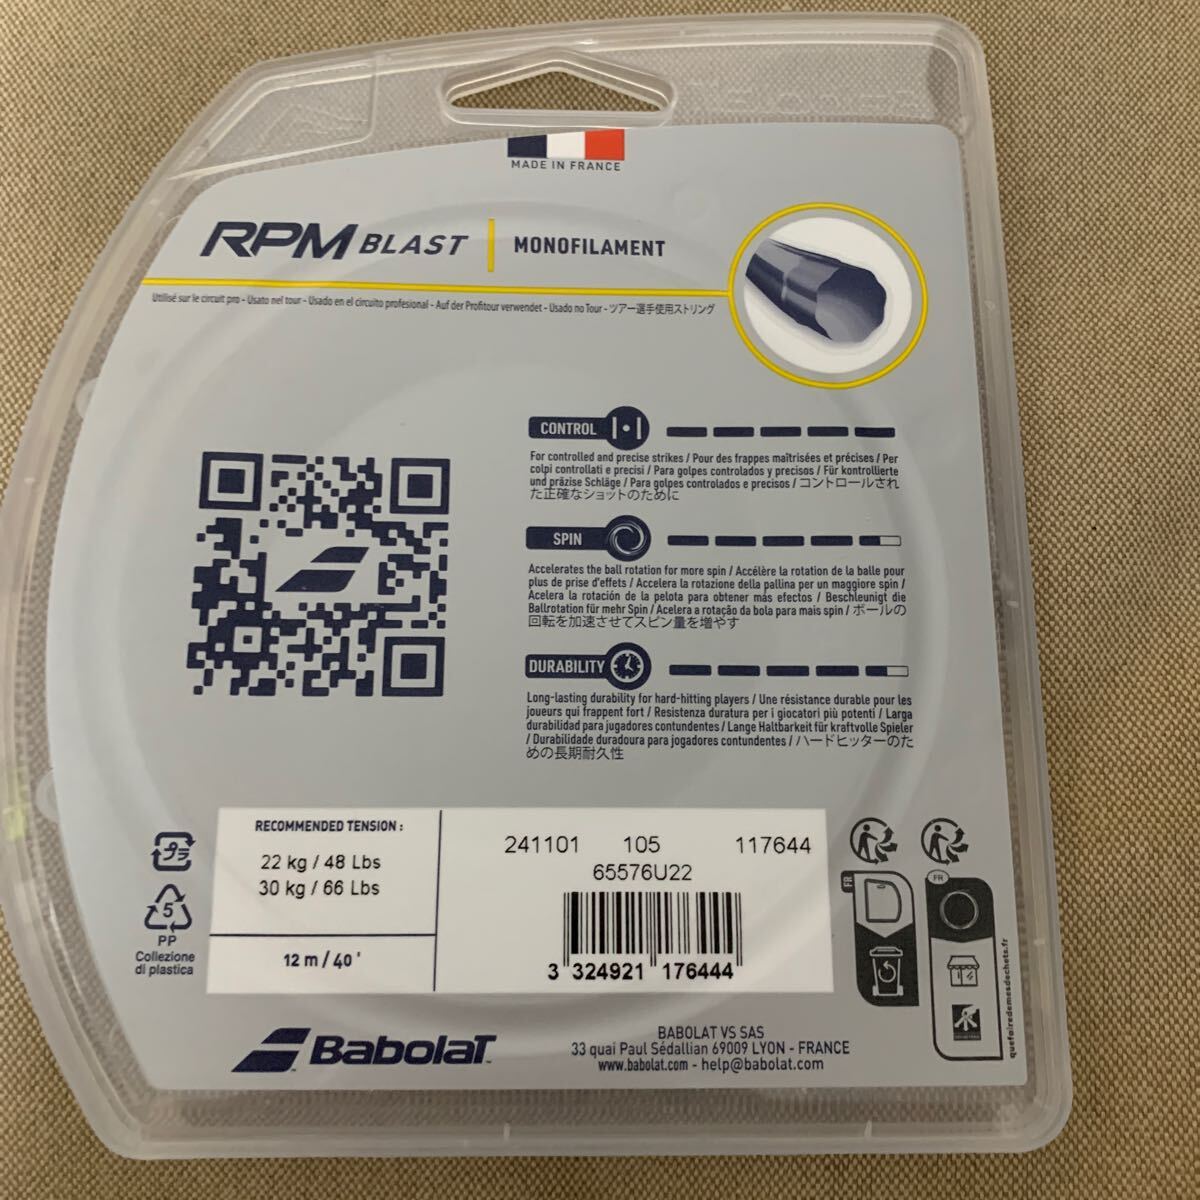 MADE IN FRANCE
RPM BLAST MONOFILAMENT
Utilisé sur le circuit pro - Usato nel tour - Usado en el circuito profesional - Auf der Profitour verwendet - Usado no Tour - ツアー選手使用ストリング
CONTROL
For controlled and precise strikes / Pour des frappes maîtrisées et précises / Per
colpi controllati e precisi / Para golpes controlados y precisos / Für kontrollierte
und präzise Schläge / Para golpes controlados e precisos / コントロールされ
た正確なショットのために
SPIN
Accelerates the ball rotation for more spin / Accélère la rotation de la balle pour
plus de prise d'effets / Accelera la rotazione della pallina per un maggiore spin /
Acelera la rotación de la pelota para obtener más efectos / Beschleunigt die
Ballrotation für mehr Spin / Acelera a rotação da bola para mais spin / ボールの
回転を加速させてスピン量を増やす
DURABILITY
Long-lasting durability for hard-hitting players / Une résistance durable pour les
joueurs qui frappent fort / Resistenza duratura per i giocatori più potenti / Larga
durabilidad para jugadores contundentes / Lange Haltbarkeit für kraftvolle Spieler
/ Durabilidade duradoura para jogadores contundentes / ハードヒッターのた
めの長期耐久性
RECOMMENDED TENSION :
22 kg / 48 Lbs
30 kg / 66 Lbs
12 m / 40 '
241101 105 117644
65576U22
3 324921 176444
プラ
5
PP
Collezione
di plastica
FR
FR
quefairedemesdechets.fr
Babolat
BABOLAT VS SAS
33 quai Paul Sédallian 69009 LYON - FRANCE
www.babolat.com - help@babolat.com